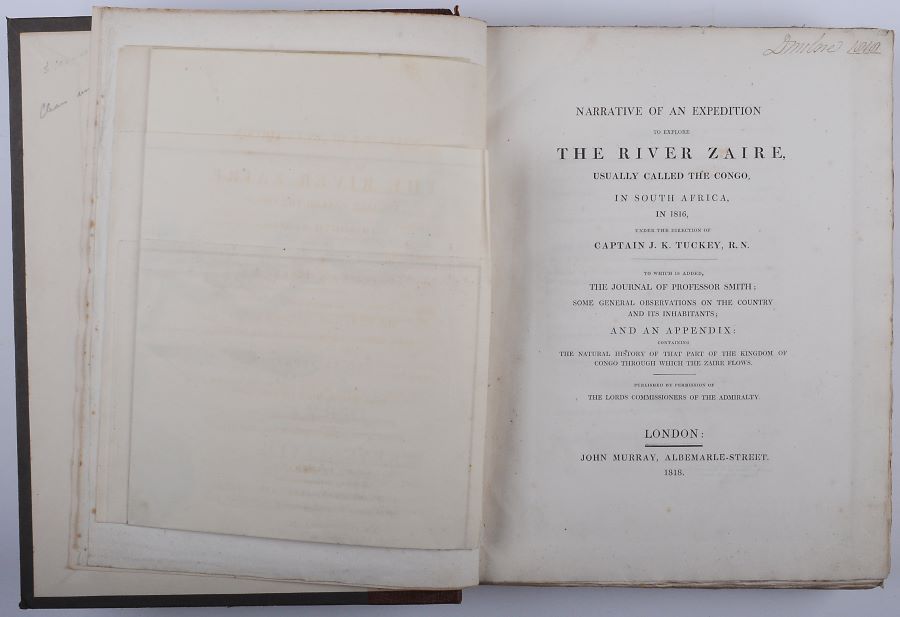 NARRATIVE OF AN EXPEDITION
TO EXPLORE
THE RIVER ZAIRE,
USUALLY CALLED THE CONGO,
IN SOUTH AFRICA,
IN 1816,
UNDER THE DIRECTION OF
CAPTAIN J. K. TUCKEY, R. N.
TO WHICH IS ADDED,
THE JOURNAL OF PROFESSOR SMITH;
SOME GENERAL OBSERVATIONS ON THE COUNTRY
AND ITS INHABITANTS;
AND AN APPENDIX:
CONTAINING
THE NATURAL HISTORY OF THAT PART OF THE KINGDOM OF
CONGO THROUGH WHICH THE ZAIRE FLOWS.
PUBLISHED BY PERMISSION OF
THE LORDS COMMISSIONERS OF THE ADMIRALTY.
LONDON:
JOHN MURRAY, ALBEMARLE-STREET.
1818.